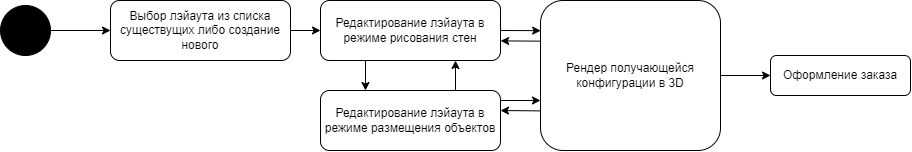 Выбор лэйаута из списка
существущих либо создание
нового
Редактирование лэйаута в
режиме рисования стен
Редактирование лэйаута в
режиме размещения объектов
Рендер получающейся
конфигурации в 3D
Оформление заказа